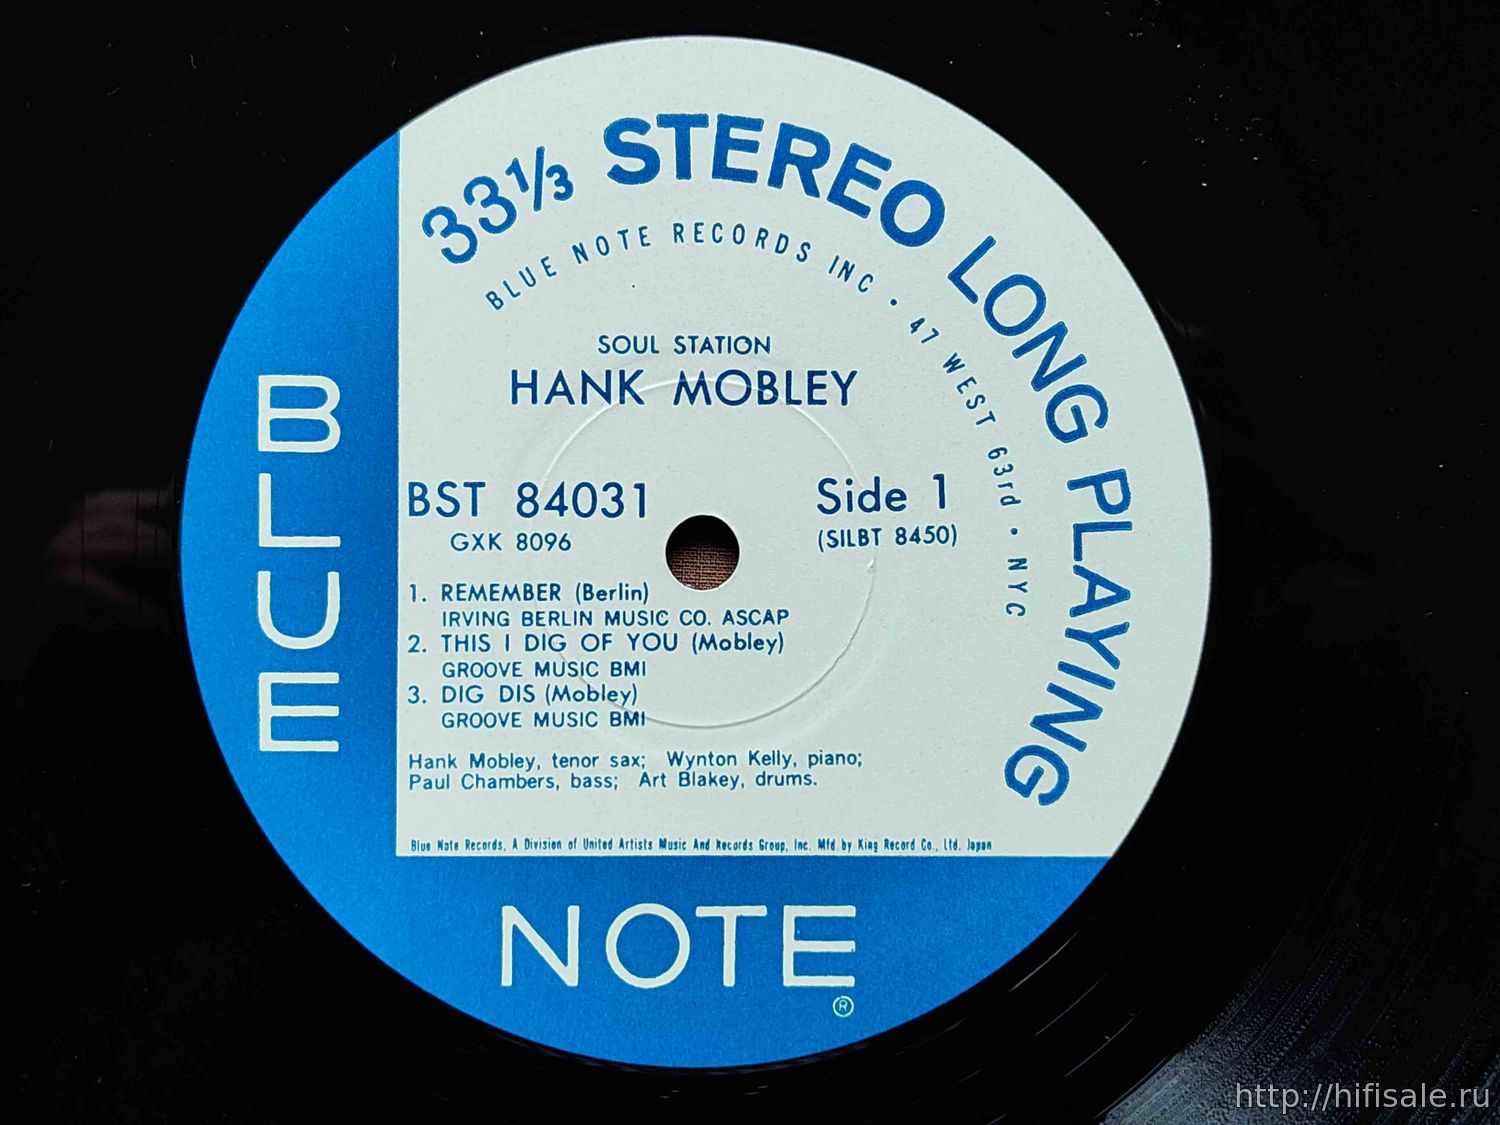 33⅓ STEREO LONG PLAYING
BLUE NOTE RECORDS INC · 47 WEST 63rd · NYC
SOUL STATION
HANK MOBLEY
BST 84031
GXK 8096
Side 1
(SILBT 8450)
1. REMEMBER (Berlin)
IRVING BERLIN MUSIC CO. ASCAP
2. THIS I DIG OF YOU (Mobley)
GROOVE MUSIC BMI
3. DIG DIS (Mobley)
GROOVE MUSIC BMI
Hank Mobley, tenor sax; Wynton Kelly, piano;
Paul Chambers, bass; Art Blakey, drums.
Blue Note Records, A Division of United Artists Music And Records Group, Inc. Mfd by King Record Co., Ltd. Japan
BLUE
NOTE
®
http://hifisale.ru